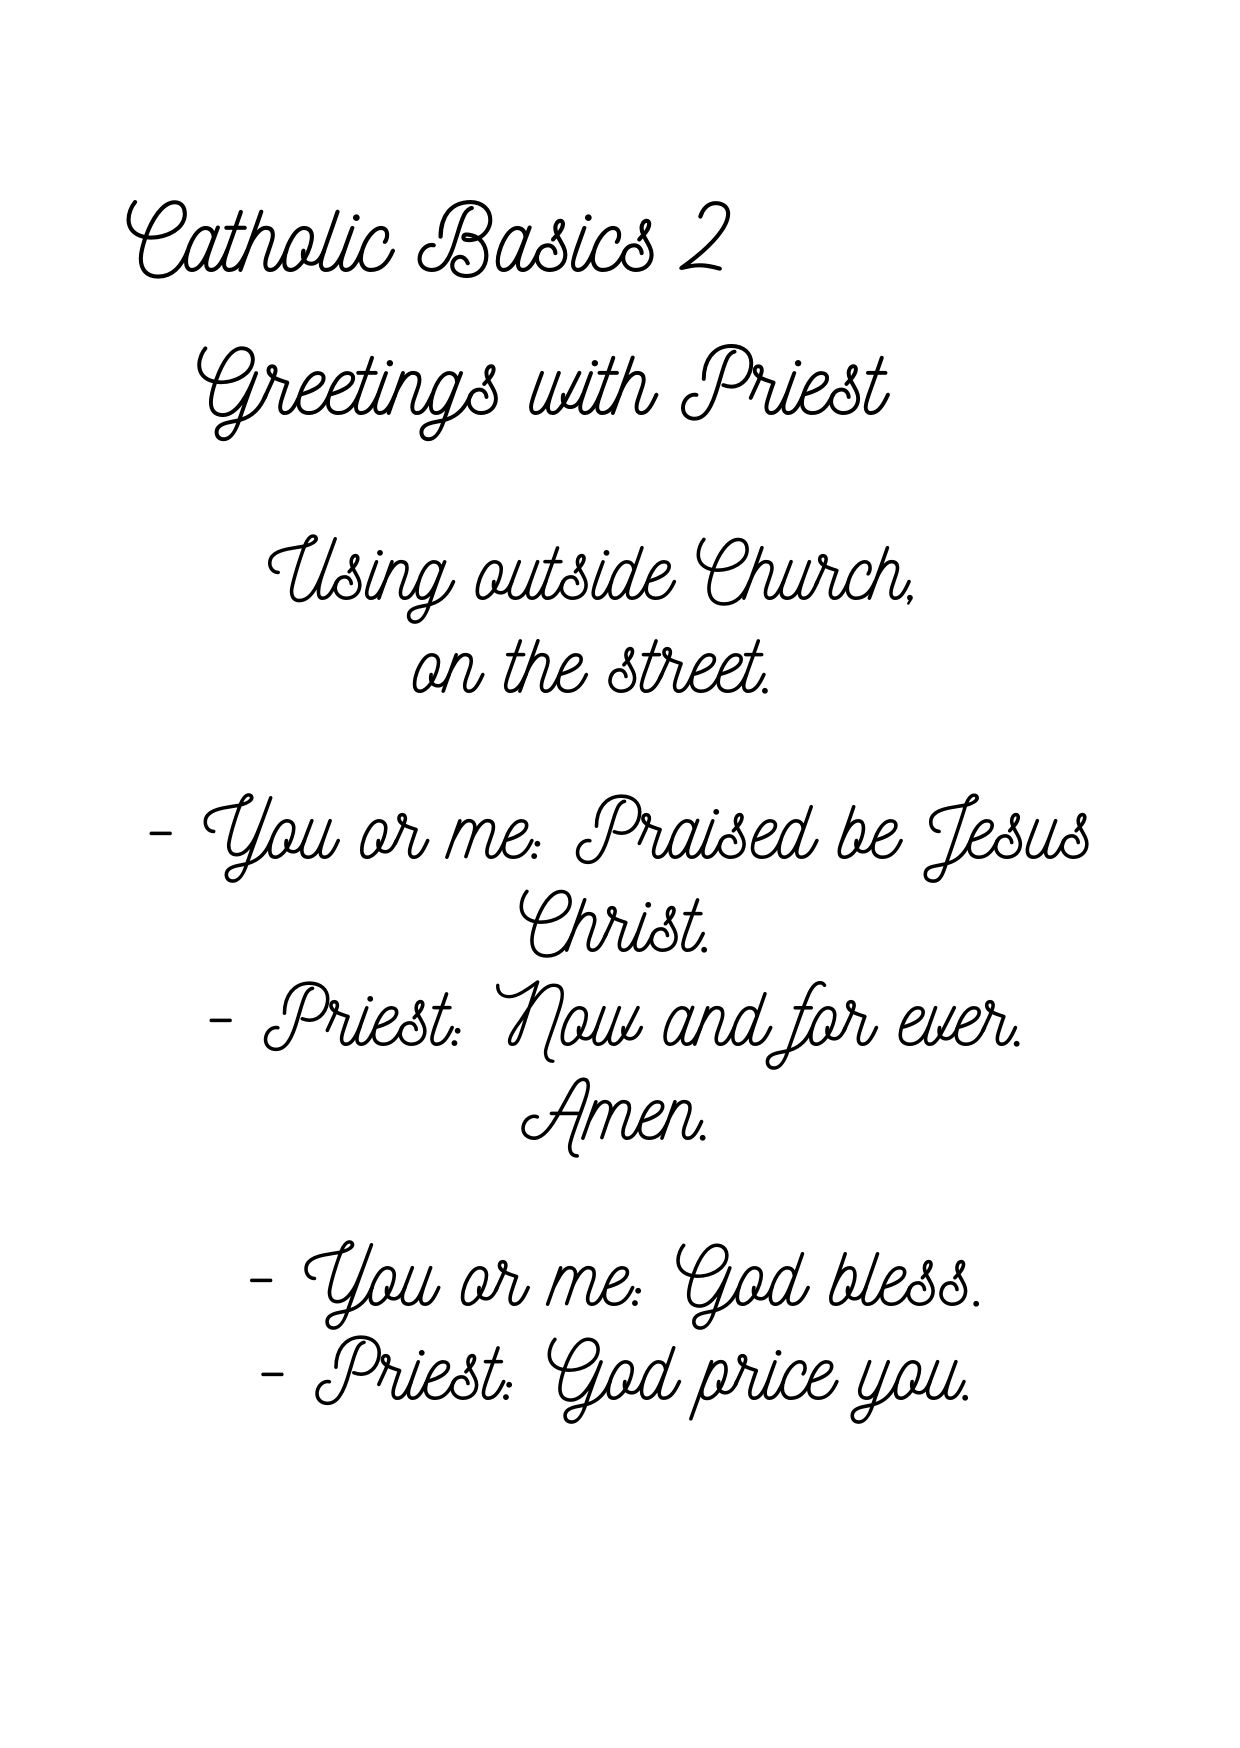 Catholic Basics 2
Greetings with Priest
Using outside Church,
on the street.
- You or me: Praised be Jesus
Christ.
- Priest: Now and for ever.
Amen.
- You or me: God bless.
- Priest: God price you.